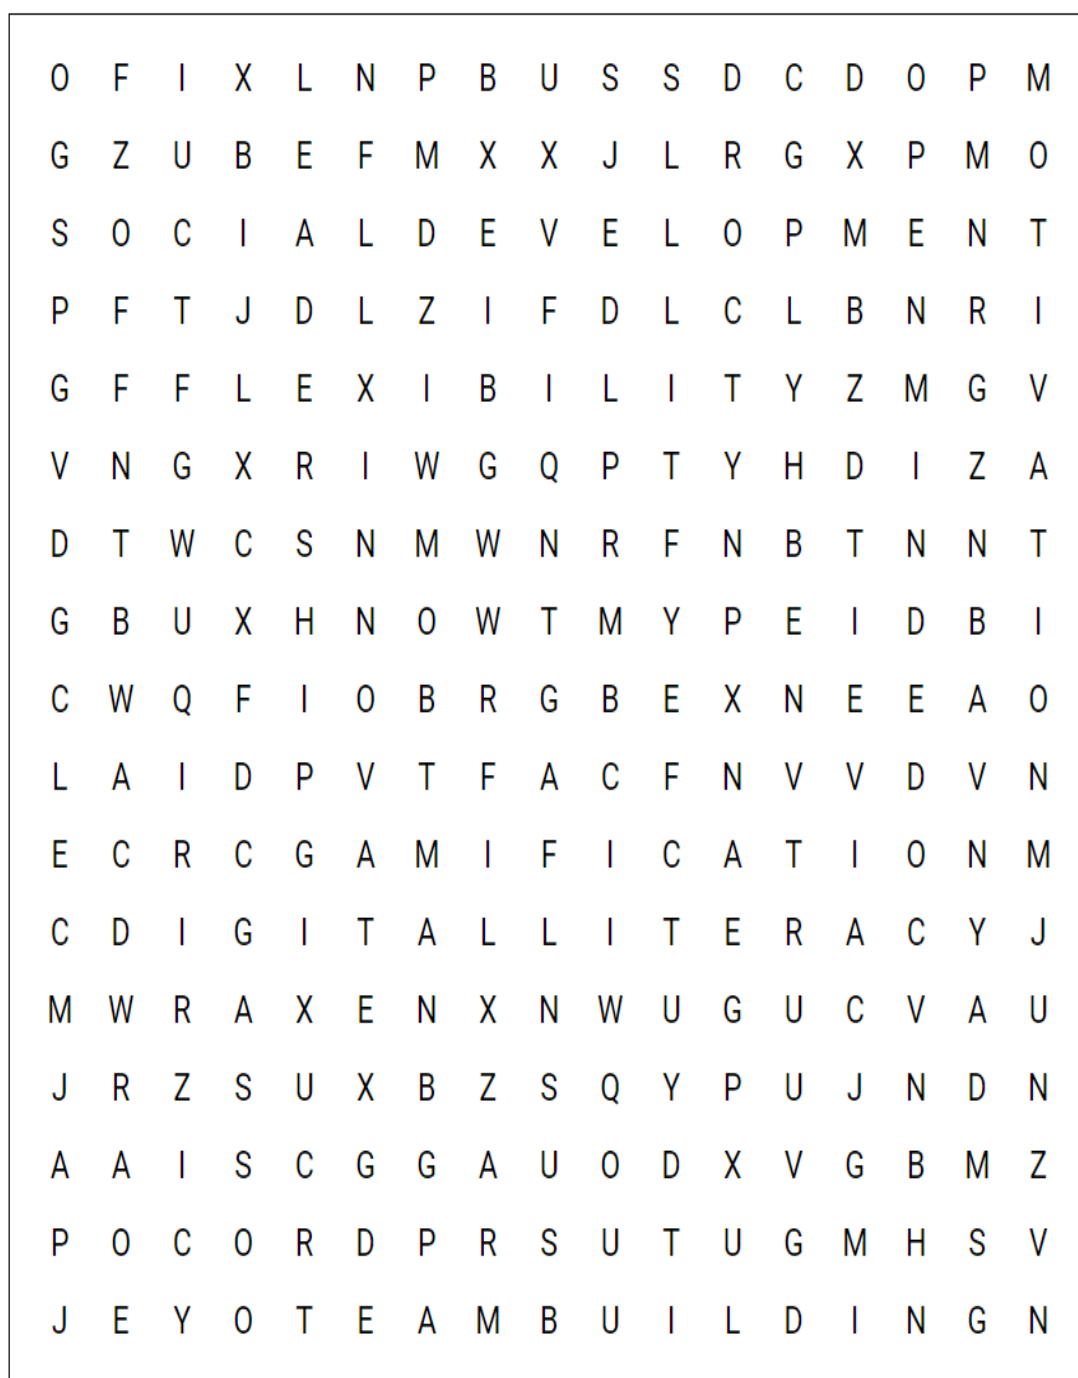 O F I X L N P B U S S D C D O P M
G Z U B E F M X X J L R G X P M O
S O C I A L D E V E L O P M E N T
P F T J D L Z I F D L C L B N R I
G F F L E X I B I L I T Y Z M G V
V N G X R I W G Q P T Y H D I Z A
D T W C S N M W N R F N B T N N T
G B U X H N O W T M Y P E I D B I
C W Q F I O B R G B E X N E E A O
L A I D P V T F A C F N V V D V N
E C R C G A M I F I C A T I O N M
C D I G I T A L L I T E R A C Y J
M W R A X E N X N W U G U C V A U
J R Z S U X B Z S Q Y P U J N D N
A A I S C G G A U O D X V G B M Z
P O C O R D P R S U T U G M H S V
J E Y O T E A M B U I L D I N G N